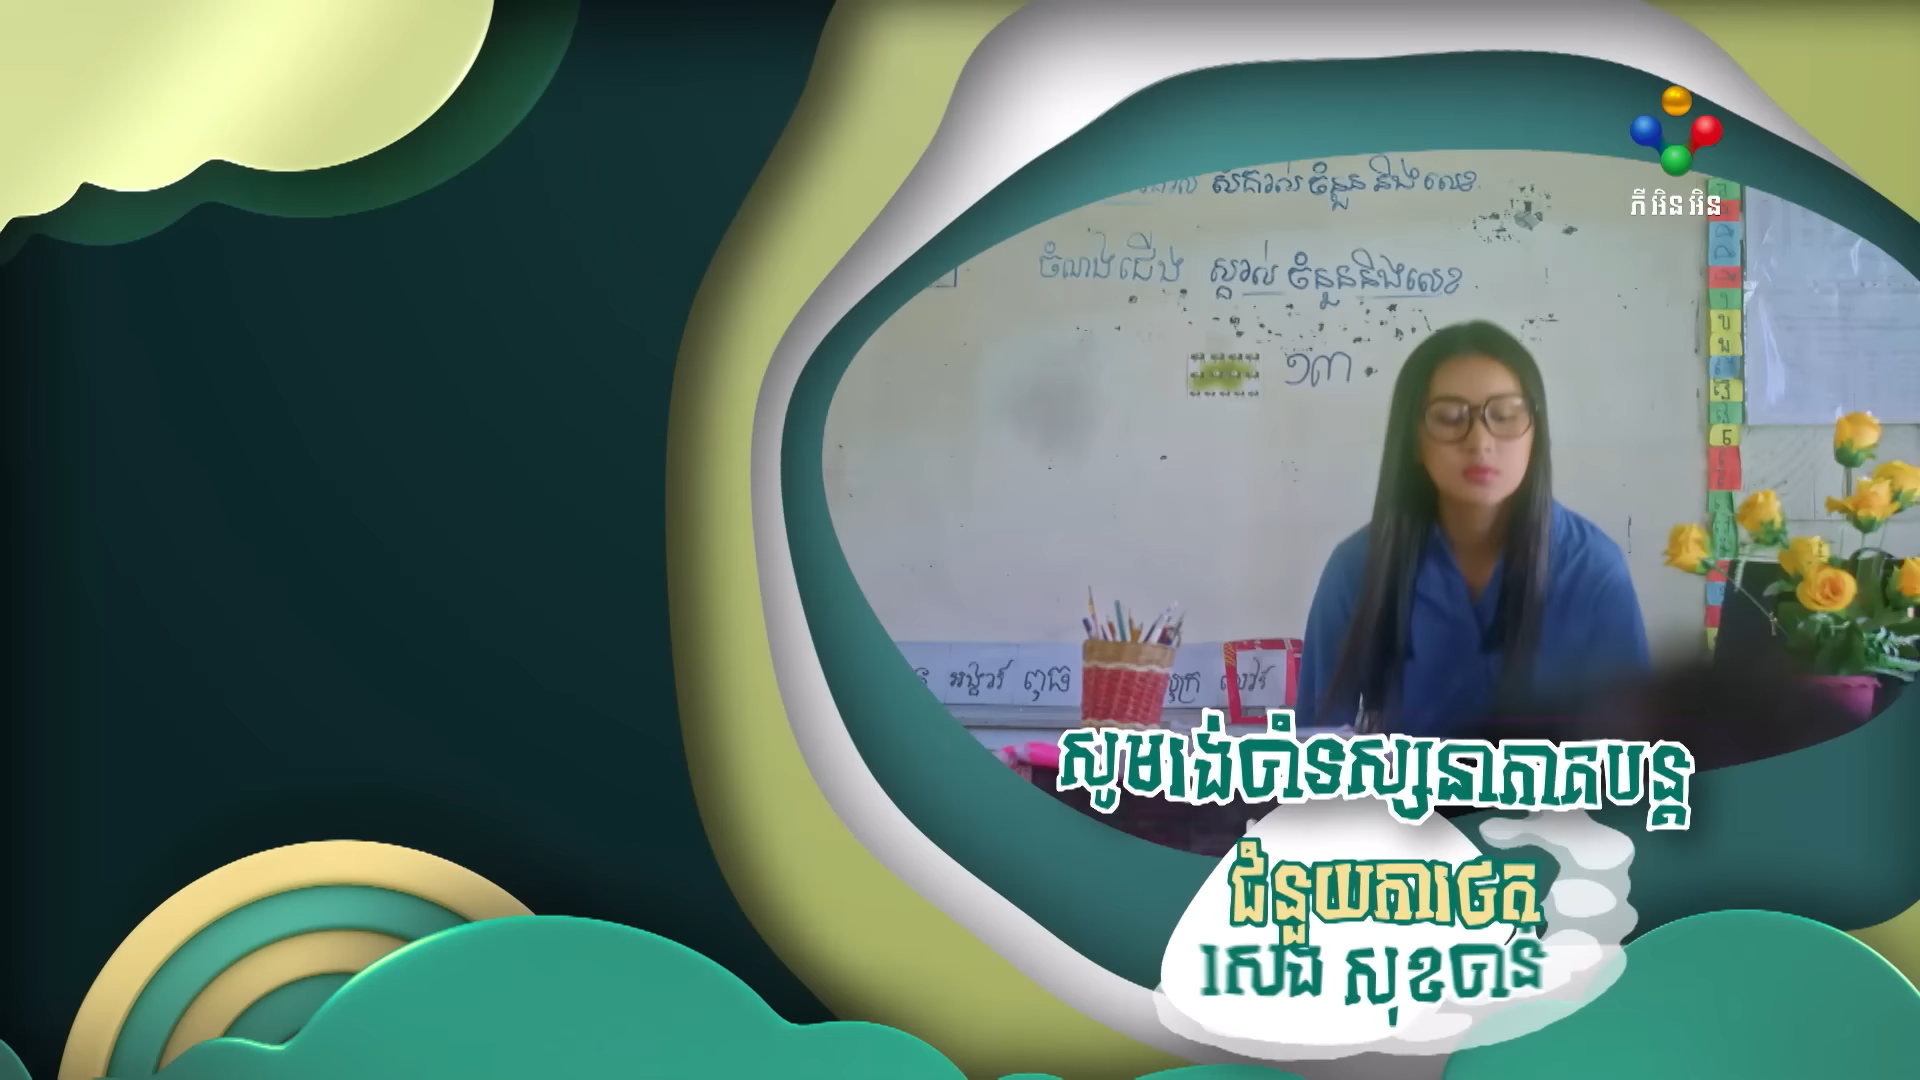 ភីអិនអិន
ស្គាល់ចំនួននិងលេខ
ចំណងជើង ស្គាល់ចំនួននិងលេខ
១៣
សូមរង់ចាំទស្សនាភាគបន្ត
ជំនួយការថត
សេង សុខចាន់